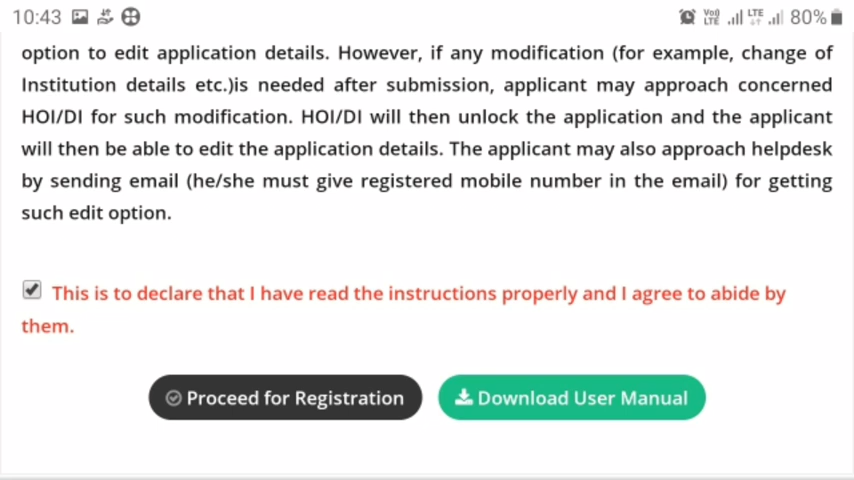 10:43 Vo) LTE LTE 80%
option to edit application details. However, if any modification (for example, change of
Institution details etc.)is needed after submission, applicant may approach concerned
HOI/DI for such modification. HOI/DI will then unlock the application and the applicant
will then be able to edit the application details. The applicant may also approach helpdesk
by sending email (he/she must give registered mobile number in the email) for getting
such edit option.
This is to declare that I have read the instructions properly and I agree to abide by
them.
Proceed for Registration Download User Manual